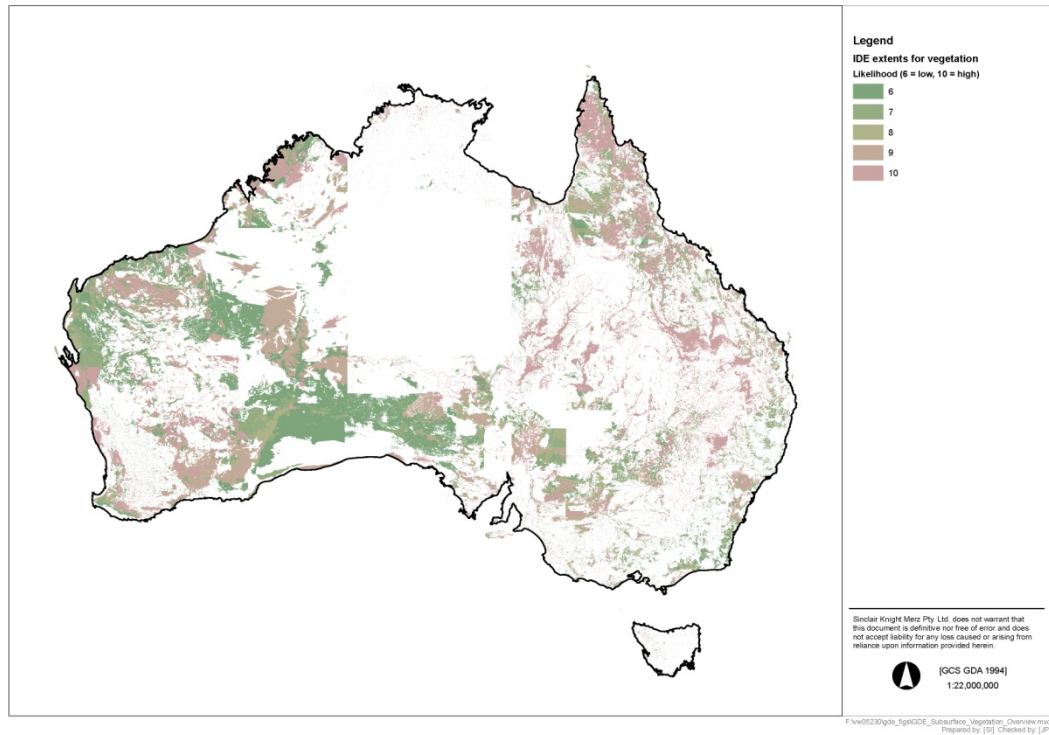 Legend
IDE extents for vegetation
Likelihood (6 = low, 10 = high)
6
7
8
9
10
Sinclair Knight Merz Pty. Ltd. does not warrant that
this document is definitive nor free of error and does
not accept liability for any loss caused or arising from
reliance upon information provided herein.
[GCS GDA 1994]
1:22,000,000
Prepared by: [SI] Checked by: [JP